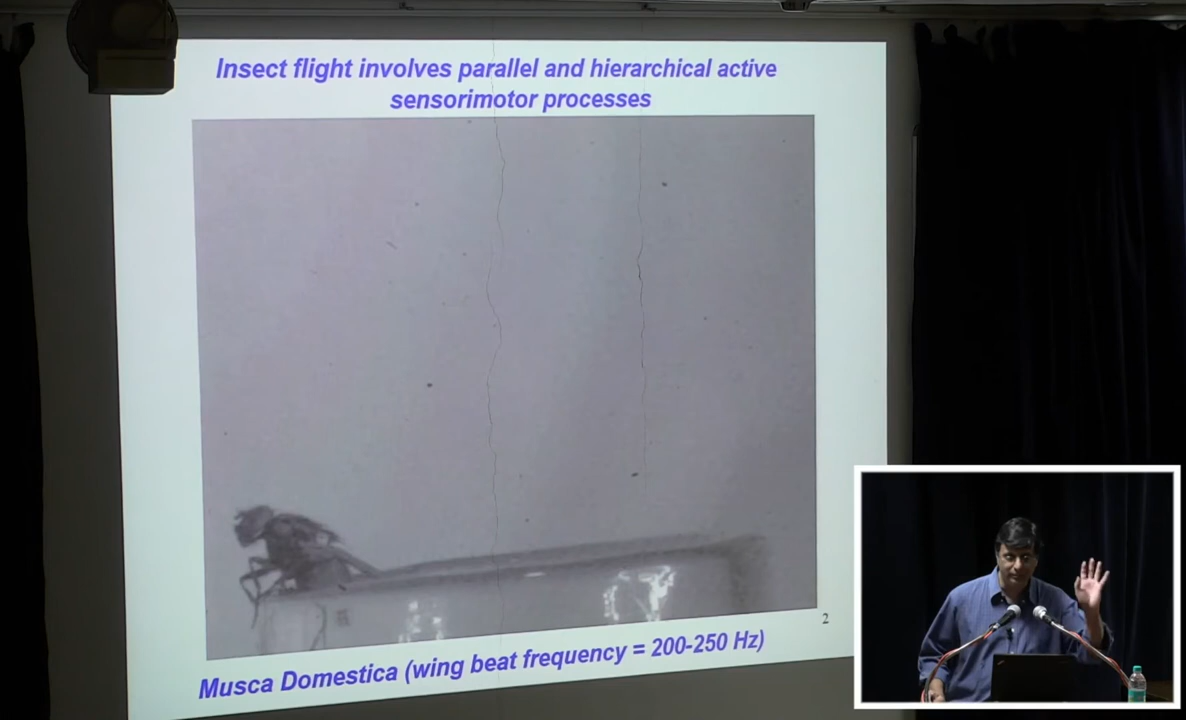 Insect flight involves parallel and hierarchical active
sensorimotor processes
2
Musca Domestica (wing beat frequency = 200-250 Hz)